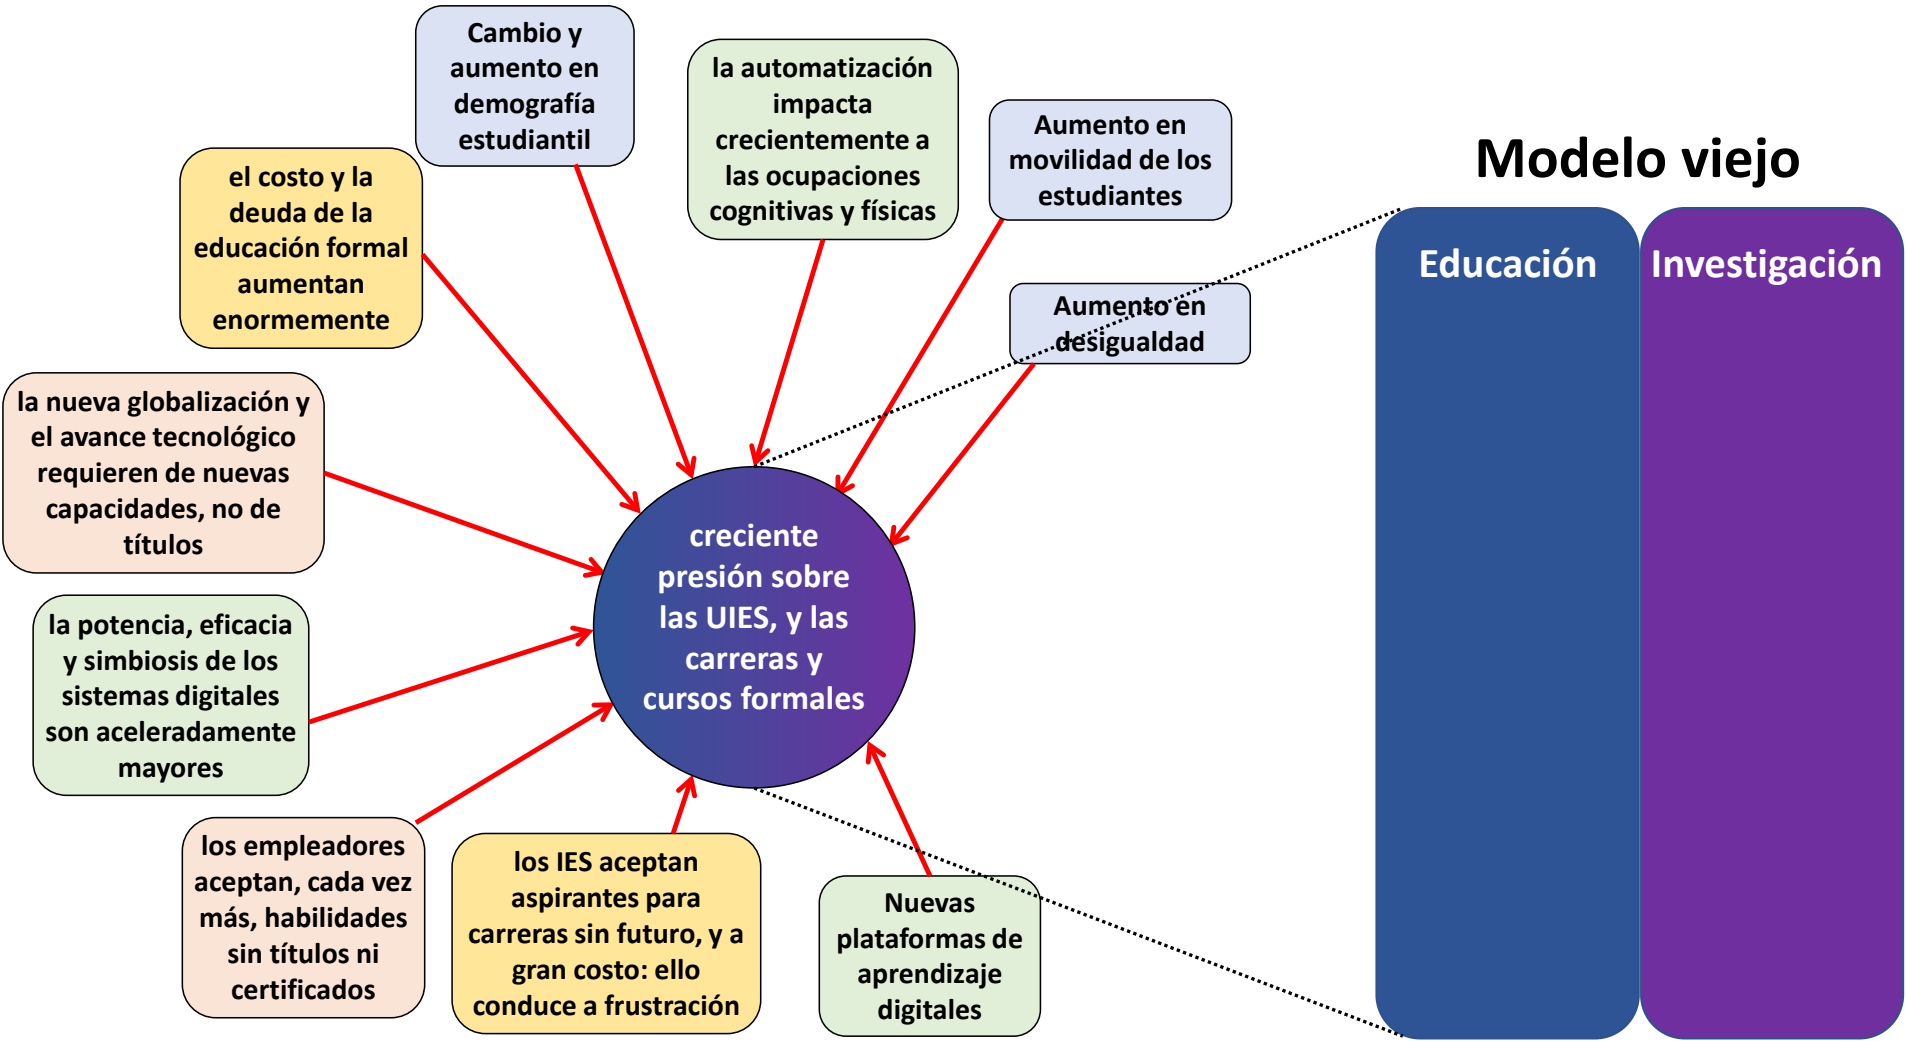 Cambio y
aumento en
demografía
estudiantil
la automatización
impacta
crecientemente a
las ocupaciones
cognitivas y físicas
Aumento en
movilidad de los
estudiantes
Aumento en
desigualdad
el costo y la
deuda de la
educación formal
aumentan
enormemente
la nueva globalización y
el avance tecnológico
requieren de nuevas
capacidades, no de
títulos
la potencia, eficacia
y simbiosis de los
sistemas digitales
son aceleradamente
mayores
los empleadores
aceptan, cada vez
más, habilidades
sin títulos ni
certificados
los IES aceptan
aspirantes para
carreras sin futuro, y a
gran costo: ello
conduce a frustración
Nuevas
plataformas de
aprendizaje
digitales
creciente
presión sobre
las UIES, y las
carreras y
cursos formales
Modelo viejo
Educación
Investigación